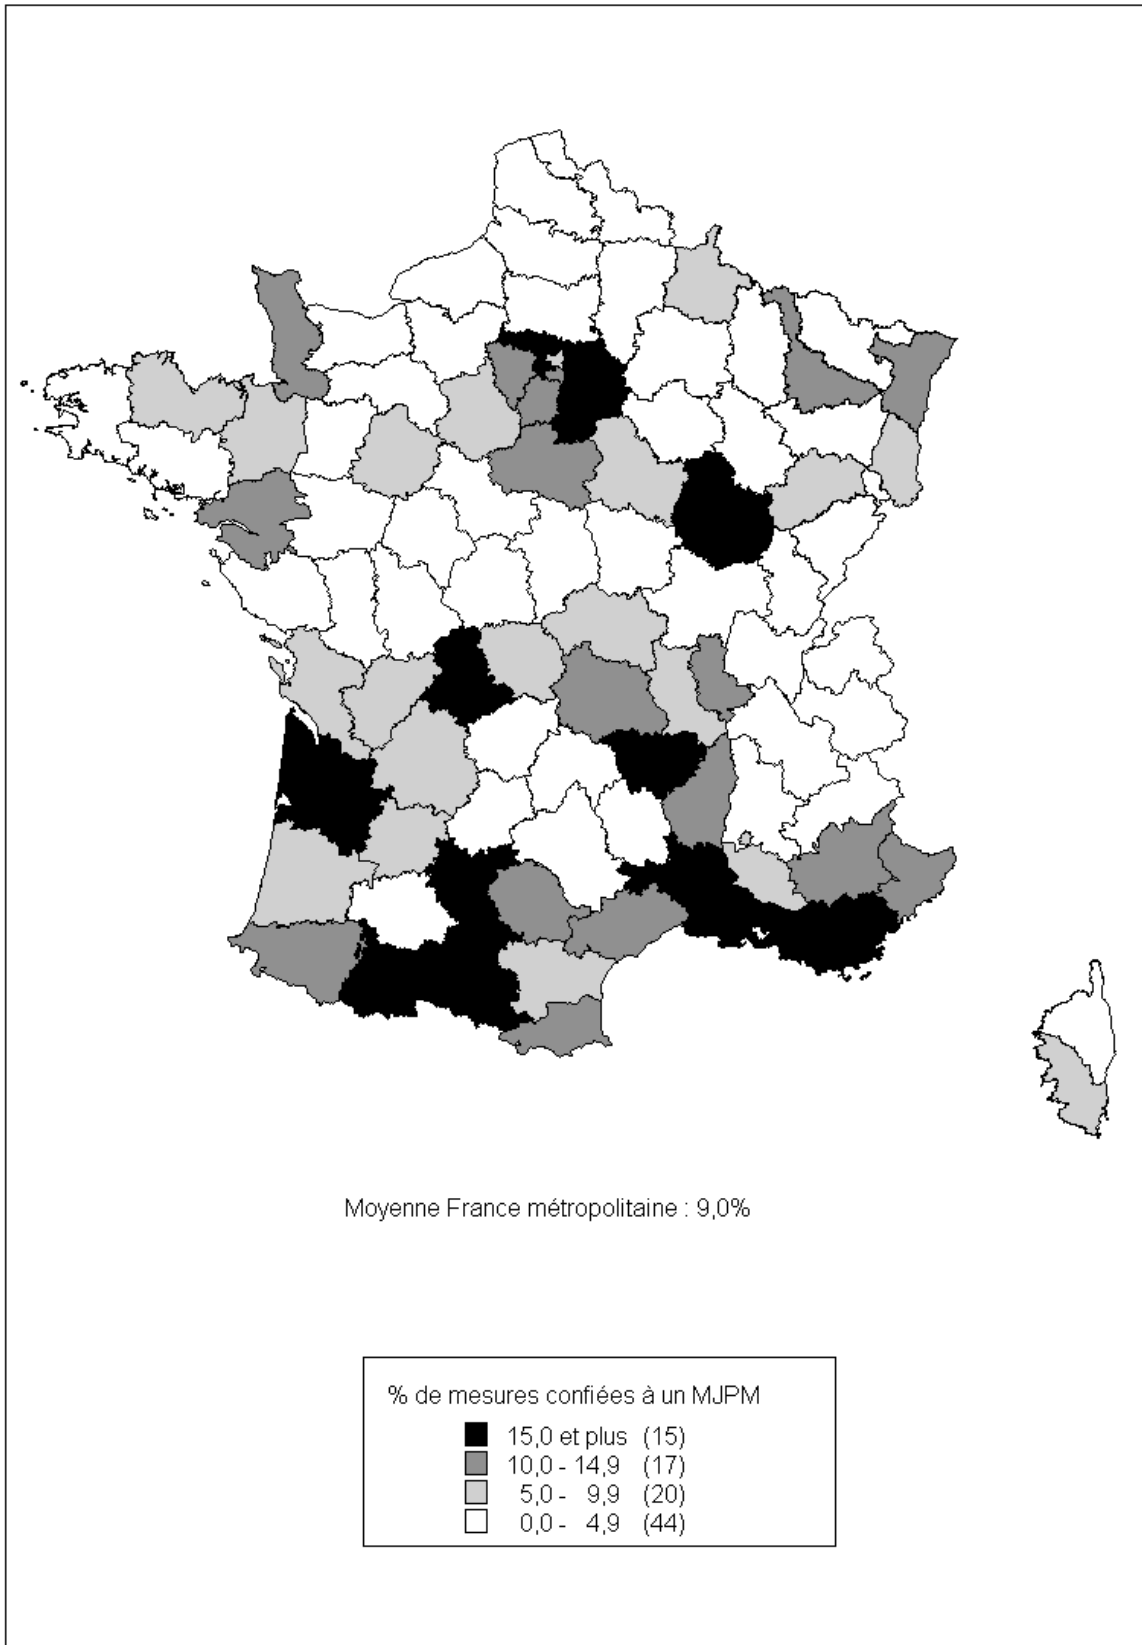 Moyenne France métropolitaine : 9,0%
% de mesures confiées à un MJPM
15,0 et plus (15)
10,0 - 14,9 (17)
5,0 - 9,9 (20)
0,0 - 4,9 (44)